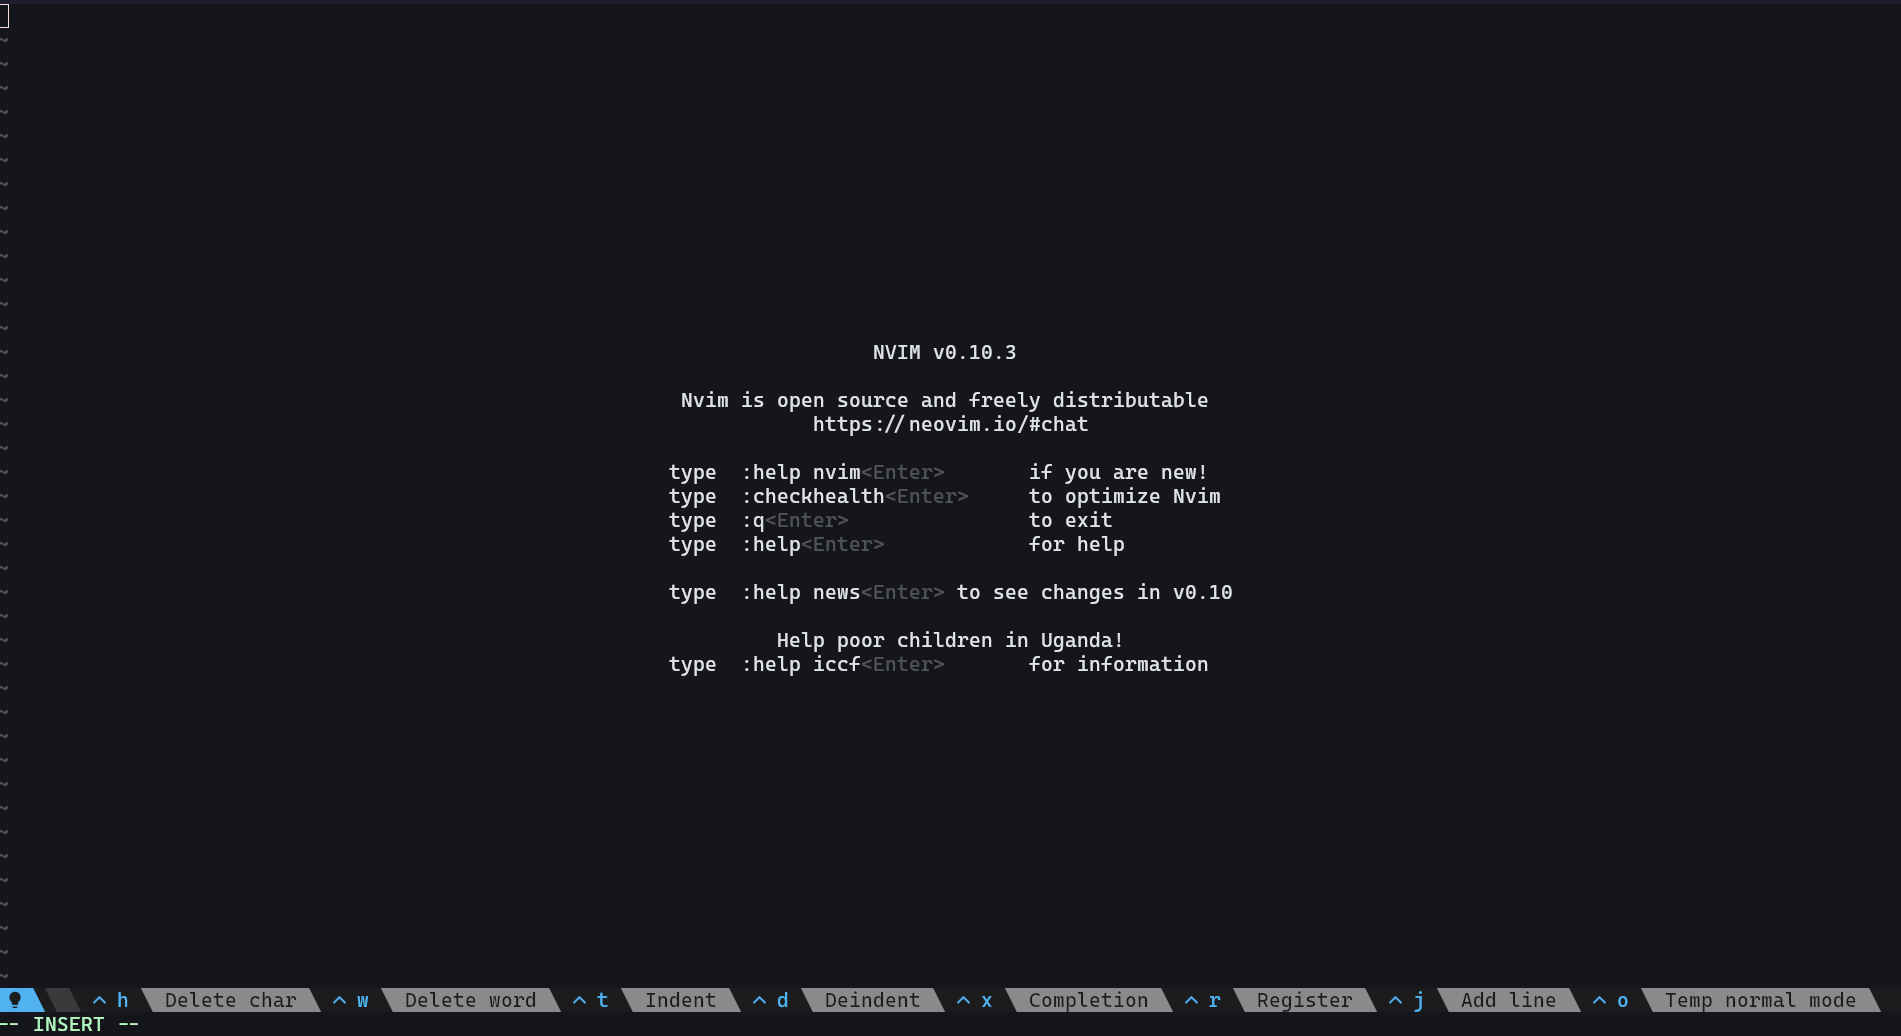 ~
~
~
~
~
~
~
~
~
~
~
~
~
~ NVIM v0.10.3
~
~ Nvim is open source and freely distributable
~ https://neovim.io/#chat
~
~ type :help nvim<Enter> if you are new!
~ type :checkhealth<Enter> to optimize Nvim
~ type :q<Enter> to exit
~ type :help<Enter> for help
~
~ type :help news<Enter> to see changes in v0.10
~
~ Help poor children in Uganda!
~ type :help iccf<Enter> for information
~
~
~
~
~
~
~
~
~
~
~
~
~
^ h Delete char ^ w Delete word ^ t Indent ^ d Deindent ^ x Completion ^ r Register ^ j Add line ^ o Temp normal mode
-- INSERT --